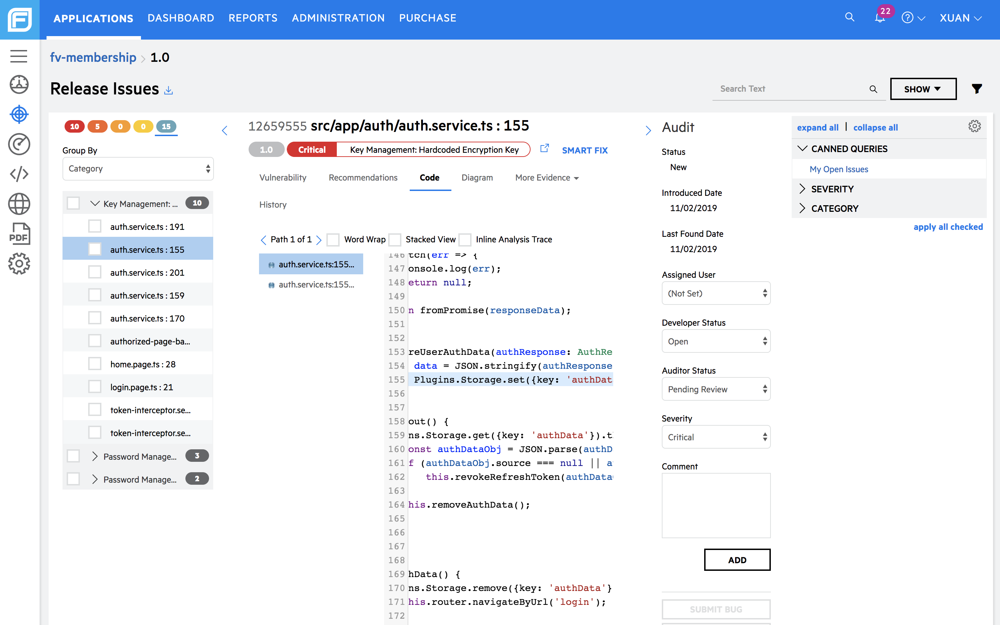 APPLICATIONS DASHBOARD REPORTS ADMINISTRATION PURCHASE 22 ? XUAN
fv-membership > 1.0
Release Issues
Search Text
SHOW
10 5 0 0 15
Group By
Category
Key Management: ... 10
auth.service.ts : 191
auth.service.ts : 155
auth.service.ts : 201
auth.service.ts : 159
auth.service.ts : 170
authorized-page-ba...
home.page.ts : 28
login.page.ts : 21
token-interceptor.se...
token-interceptor.se...
Password Manage... 3
Password Manage... 2
PDF
12659555 src/app/auth/auth.service.ts : 155
1.0 Critical Key Management: Hardcoded Encryption Key SMART FIX
Vulnerability Recommendations Code Diagram More Evidence
History
Path 1 of 1 Word Wrap Stacked View Inline Analysis Trace
auth.service.ts:155...
auth.service.ts:155...
146 tch(err => {
147 onsole.log(err);
148 eturn null;
149
150 n fromPromise(responseData);
151
152
153 reUserAuthData(authResponse: AuthRe
154 data = JSON.stringify(authResponse
155 Plugins.Storage.set({key: 'authDat
156
157
158 out() {
159 ns.Storage.get({key: 'authData'}).t
160 onst authDataObj = JSON.parse(authD
161 f (authDataObj.source === null || a
162 this.revokeRefreshToken(authData
163
164 his.removeAuthData();
165
166
167
168
169 hData() {
170 ns.Storage.remove({key: 'authData'}
171 his.router.navigateByUrl('login');
172
Audit
Status
New
Introduced Date
11/02/2019
Last Found Date
11/02/2019
Assigned User
(Not Set)
Developer Status
Open
Auditor Status
Pending Review
Severity
Critical
Comment
ADD
SUBMIT BUG
expand all | collapse all
CANNED QUERIES
My Open Issues
SEVERITY
CATEGORY
apply all checked